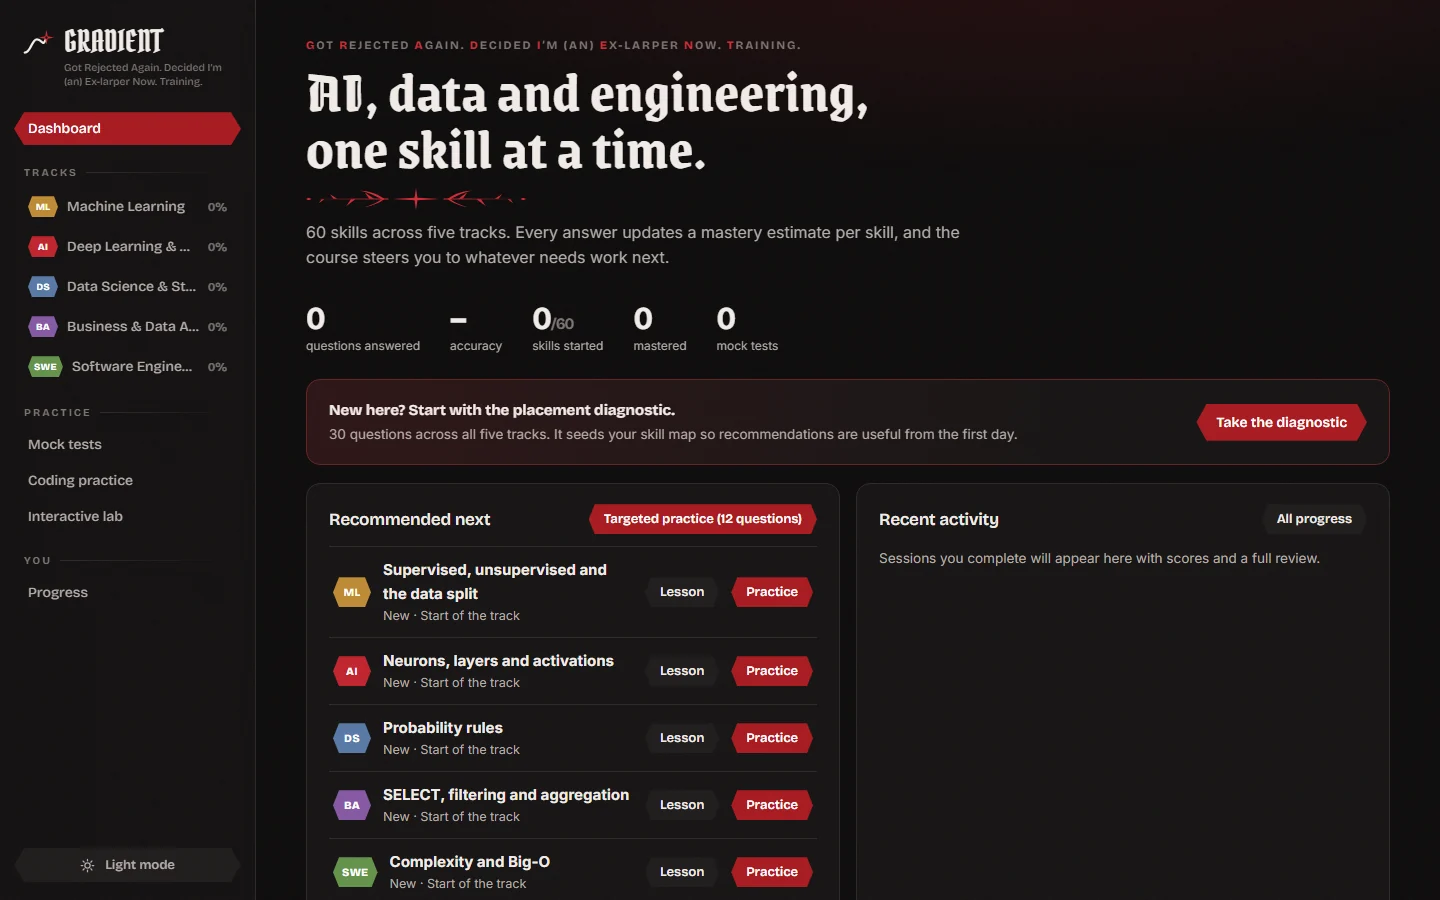 GRADIENT
Got Rejected Again. Decided I'm
(an) Ex-larper Now. Training.
Dashboard
TRACKS
ML Machine Learning 0%
AI Deep Learning & ... 0%
DS Data Science & St... 0%
BA Business & Data A... 0%
SWE Software Engine... 0%
PRACTICE
Mock tests
Coding practice
Interactive lab
YOU
Progress
Light mode
GOT REJECTED AGAIN. DECIDED I'M (AN) EX-LARPER NOW. TRAINING.
AI, data and engineering,
one skill at a time.
60 skills across five tracks. Every answer updates a mastery estimate per skill, and the
course steers you to whatever needs work next.
0 – 0/60 0 0
questions answered accuracy skills started mastered mock tests
New here? Start with the placement diagnostic.
30 questions across all five tracks. It seeds your skill map so recommendations are useful from the first day.
Take the diagnostic
Recommended next Targeted practice (12 questions)
Supervised, unsupervised and
the data split
ML Lesson Practice
New · Start of the track
Neurons, layers and activations
AI Lesson Practice
New · Start of the track
Probability rules
DS Lesson Practice
New · Start of the track
SELECT, filtering and aggregation
BA Lesson Practice
New · Start of the track
Complexity and Big-O
SWE Lesson Practice
New · Start of the track
Recent activity All progress
Sessions you complete will appear here with scores and a full review.